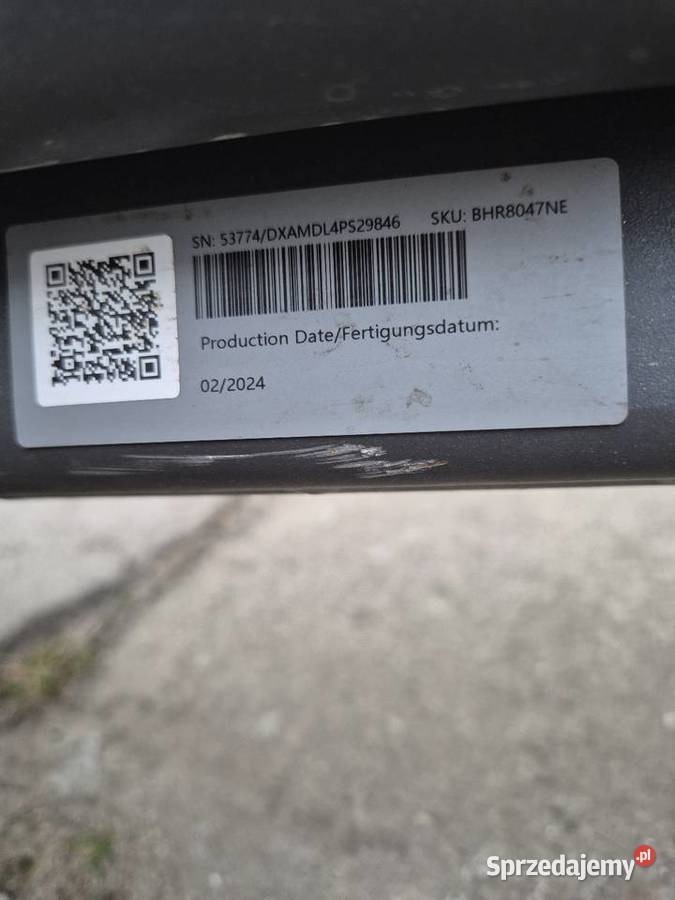 SN: 53774/DXAMDL4PS29846 SKU: BHR8047NE
Production Date/Fertigungsdatum:
02/2024
Sprzedajemy.pl